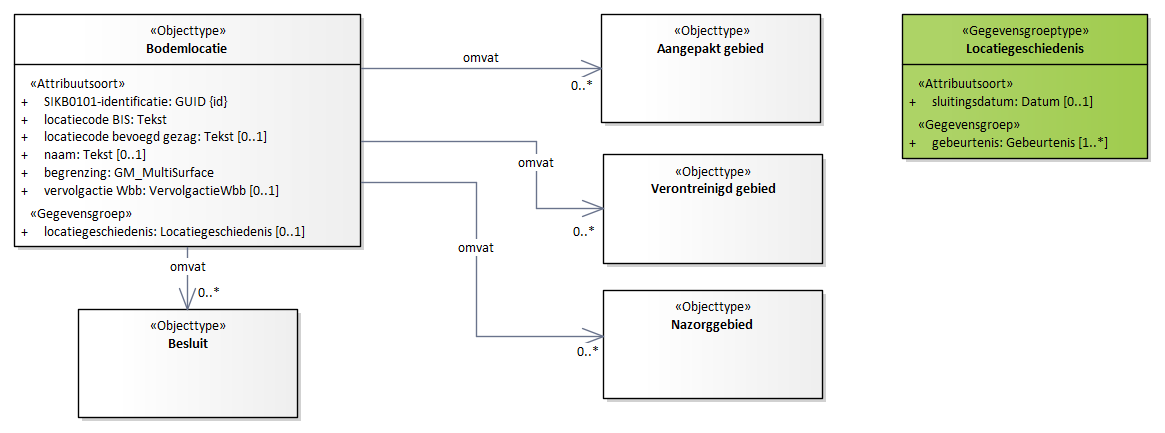 «Objecttype»
Bodemlocatie
«Attribuutsoort»
+ SIKB0101-identificatie: GUID {id}
+ locatiecode BIS: Tekst
+ locatiecode bevoegd gezag: Tekst [0..1]
+ naam: Tekst [0..1]
+ begrenzing: GM_MultiSurface
+ vervolgactie Wbb: VervolgactieWbb [0..1]
«Gegevensgroep»
+ locatiegeschiedenis: Locatiegeschiedenis [0..1]
omvat
0..*
«Objecttype»
Aangepakt gebied
omvat
0..*
«Objecttype»
Verontreinigd gebied
omvat
0..*
«Objecttype»
Nazorggebied
omvat
0..*
«Objecttype»
Besluit
«Gegevensgroeptype»
Locatiegeschiedenis
«Attribuutsoort»
+ sluitingsdatum: Datum [0..1]
«Gegevensgroep»
+ gebeurtenis: Gebeurtenis [1..*]